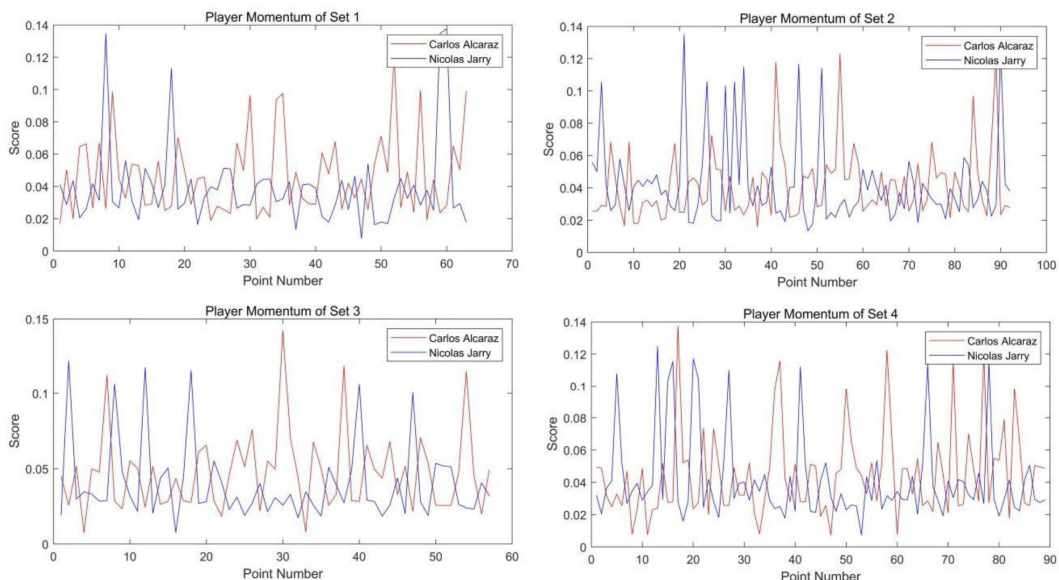 Player Momentum of Set 1
0.14
0.12
0.1
0.08
0.06
0.04
0.02
0
Score
0 10 20 30 40 50 60 70
Point Number
Carlos Alcaraz
Nicolas Jarry
Player Momentum of Set 2
0.14
0.12
0.1
0.08
0.06
0.04
0.02
0
Score
0 10 20 30 40 50 60 70 80 90 100
Point Number
Carlos Alcaraz
Nicolas Jarry
Player Momentum of Set 3
0.15
0.1
0.05
0
Score
0 10 20 30 40 50 60
Point Number
Carlos Alcaraz
Nicolas Jarry
Player Momentum of Set 4
0.14
0.12
0.1
0.08
0.06
0.04
0.02
0
Score
0 10 20 30 40 50 60 70 80 90
Point Number
Carlos Alcaraz
Nicolas Jarry